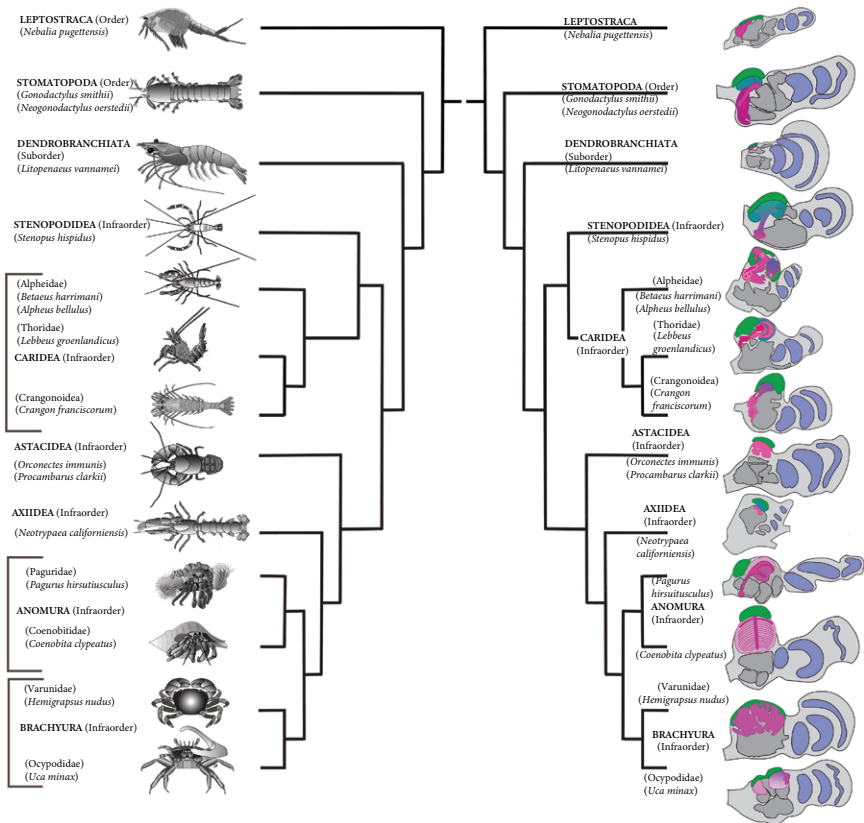 LEPTOSTRACA (Order)
(Nebalia pugettensis)
STOMATOPODA (Order)
(Gonodactylus smithii)
(Neogonodactylus oerstedii)
DENDROBRANCHIATA
(Suborder)
(Litopenaeus vannamei)
STENOPODIDEA (Infraorder)
(Stenopus hispidus)
(Alpheidae)
(Betaeus harrimani)
(Alpheus bellulus)
(Thoridae)
(Lebbeus groenlandicus)
CARIDEA (Infraorder)
(Crangonoidea)
(Crangon franciscorum)
ASTACIDEA (Infraorder)
(Orconectes immunis)
(Procambarus clarkii)
AXIIDEA (Infraorder)
(Neotrypaea californiensis)
(Paguridae)
(Pagurus hirsutiusculus)
ANOMURA (Infraorder)
(Coenobitidae)
(Coenobita clypeatus)
(Varunidae)
(Hemigrapsus nudus)
BRACHYURA (Infraorder)
(Ocypodidae)
(Uca minax)
LEPTOSTRACA
(Nebalia pugettensis)
STOMATOPODA (Order)
(Gonodactylus smithii)
(Neogonodactylus oerstedii)
DENDROBRANCHIATA
(Suborder)
(Litopenaeus vannamei)
STENOPODIDEA (Infraorder)
(Stenopus hispidus)
(Alpheidae)
(Betaeus harrimani)
(Alpheus bellulus)
(Thoridae)
(Lebbeus
groenlandicus)
CARIDEA
(Infraorder)
(Crangonoidea)
(Crangon
franciscorum)
ASTACIDEA
(Infraorder)
(Orconectes immunis)
(Procambarus clarkii)
AXIIDEA
(Infraorder)
(Neotrypaea
californiensis)
(Pagurus
hirsuitusculus)
ANOMURA
(Infraorder)
(Coenobita clypeatus)
(Varunidae)
(Hemigrapsus nudus)
BRACHYURA
(Infraorder)
(Ocypodidae)
(Uca minax)